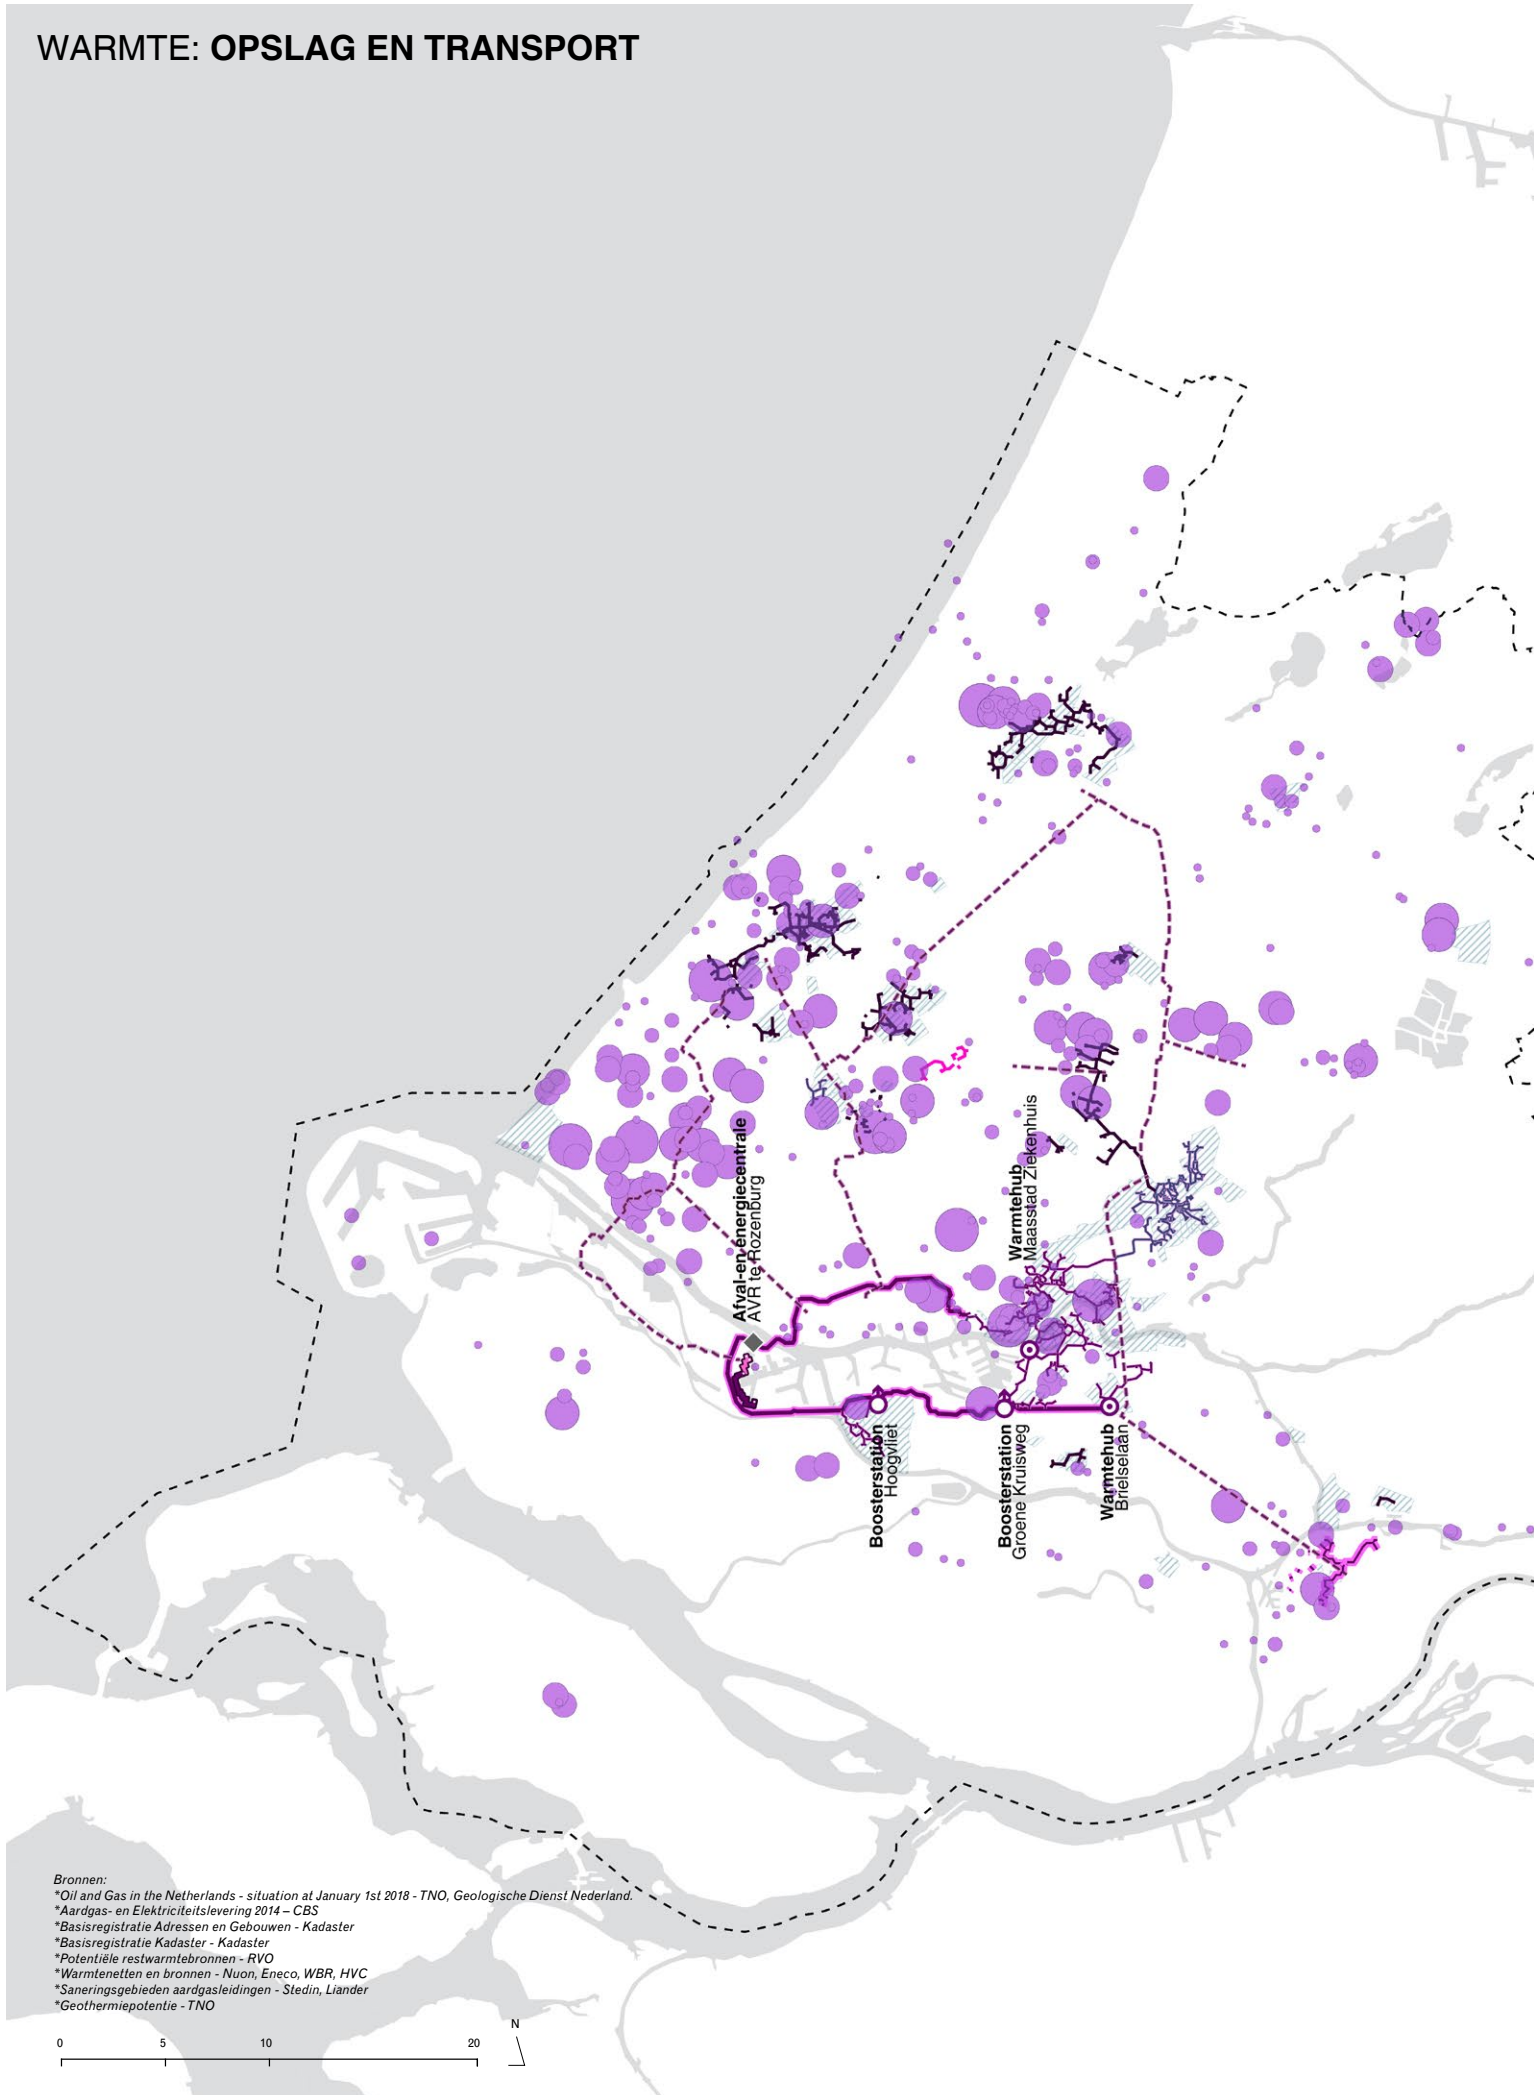 WARMTE: OPSLAG EN TRANSPORT
Afval-en-energiecentrale
AVR te Rozenburg
Warmtehub
Maasstad Ziekenhuis
Boosterstation
Hoogvliet
Boosterstation
Groene Kruisweg
Warmtehub
Brielselaan
Bronnen:
*Oil and Gas in the Netherlands - situation at January 1st 2018 - TNO, Geologische Dienst Nederland.
*Aardgas- en Elektriciteitslevering 2014 – CBS
*Basisregistratie Adressen en Gebouwen - Kadaster
*Basisregistratie Kadaster - Kadaster
*Potentiële restwarmtebronnen - RVO
*Warmtenetten en bronnen - Nuon, Eneco, WBR, HVC
*Saneringsgebieden aardgasleidingen - Stedin, Liander
*Geothermiepotentie - TNO
0 5 10 20
N